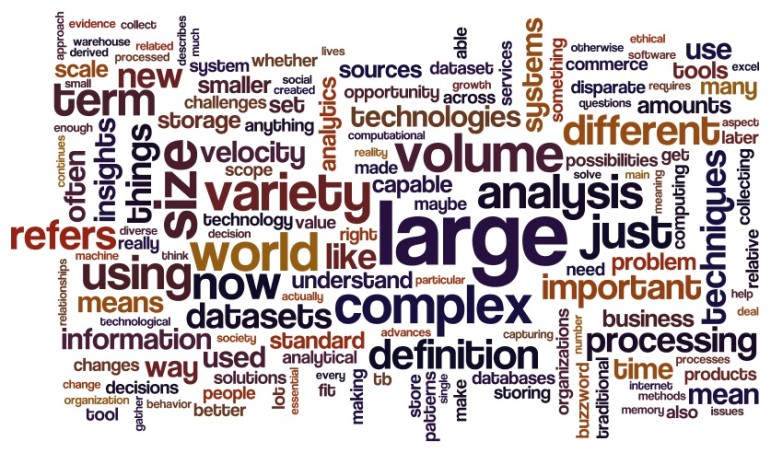 approach
evidence
collect
describes
much
warehouse
related
derived
processed
scale
new
small
term
system
whether
lives
able
services
systems
something
otherwise
ethical
software
use
commerce
tools
excel
smaller
social
created
sources
dataset
growth
opportunity
across
disparate
requires
many
questions
amounts
challenges
set
storage
anything
analytics
technologies
different
aspect
later
enough
continues
often
insights
things
size
velocity
scope
computational
reality
made
volume
possibilities
get
solve
main
meaning
computing
techniques
collecting
relative
variety
capable
maybe
analysis
refers
diverse
really
technology
value
decision
right
large
just
machine
think
world
like
need
problem
relationships
using
now
understand
particular
important
help
means
actually
datasets
complex
deal
technological
business
information
society
standard
advances
capturing
organizations
number
processing
changes
way
used
analytical
definition
buzzword
traditional
time
processes
products
change
decisions
solutions
every
tb
databases
internet
organization
gather
behavior
people
lot
essential
fit
making
store
patterns
single
make
storing
methods
mean
tool
better
memory
also
issues